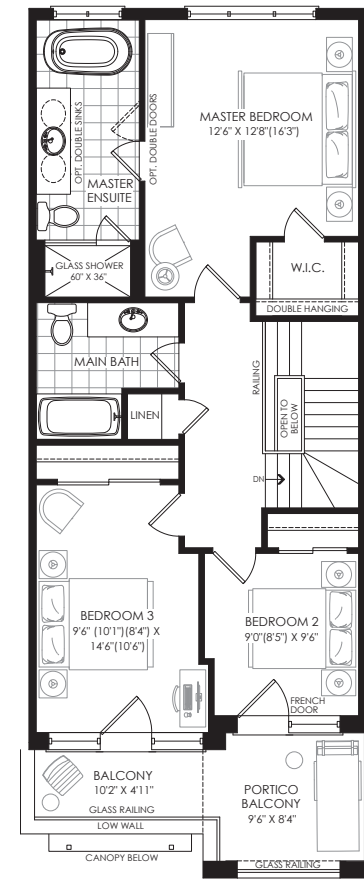 OPT. DOUBLE SINKS
OPT. DOUBLE DOORS
MASTER
ENSUITE
MASTER BEDROOM
12'6" X 12'8"(16'3")
GLASS SHOWER
60" X 36"
W.I.C.
DOUBLE HANGING
MAIN BATH
RAILING
OPEN TO
BELOW
LINEN
DN
BEDROOM 3
9'6" (10'1")(8'4") X
14'6"(10'6")
BEDROOM 2
9'0"(8'5") X 9'6"
FRENCH
DOOR
BALCONY
10'2" X 4'11"
GLASS RAILING
LOW WALL
CANOPY BELOW
PORTICO
BALCONY
9'6" X 8'4"
GLASS RAILING